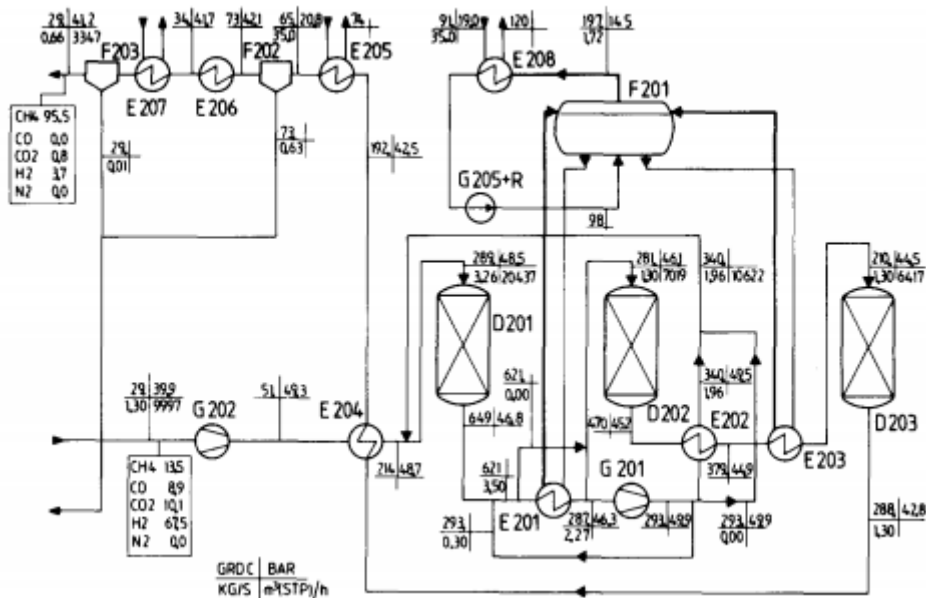 29, 41,2
0,66 3347
34, 41,7
73, 42,1
65, 20,8
35,0
74,
91, 19,0
35,0
120,
197, 14,5
1,72
F203
F202
E205
E208
F201
E207
E206
CH4 95,5
CO 0,0
CO2 0,8
H2 3,7
N2 0,0
29,
0,01
73,
0,63
192, 42,5
G205+R
98,
289, 48,5
3,26 20437
281, 46,1
1,30 7019
340,
1,96 10622
210, 44,5
1,30 6417
D201
621,
0,00
340, 49,5
1,96
29, 39,9
1,30 9997
51, 49,3
G202
E204
649 46,8
470 45,2
D202
E202
D203
E203
214, 48,7
379, 44,9
CH4 13,5
CO 8,9
CO2 10,1
H2 67,5
N2 0,0
621
3,50
G201
E201
293,
0,30
287, 46,3
2,27
293, 49,9
293, 49,9
0,00
288, 42,8
1,30
GRDC BAR
KG/S m³(STP)/h